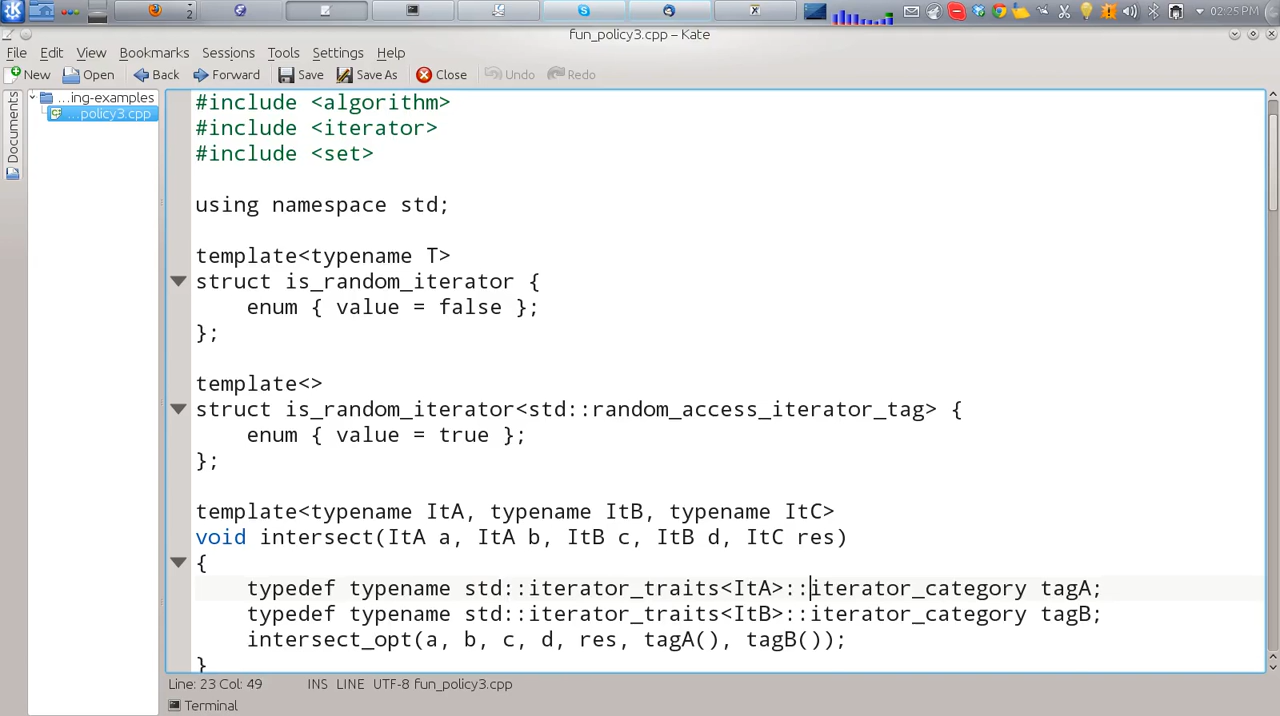 2
02:25 PM
fun_policy3.cpp – Kate
File Edit View Bookmarks Sessions Tools Settings Help
New Open Back Forward Save Save As Close Undo Redo
Documents
...ing-examples
...policy3.cpp
#include <algorithm>
#include <iterator>
#include <set>
using namespace std;
template<typename T>
struct is_random_iterator {
enum { value = false };
};
template<>
struct is_random_iterator<std::random_access_iterator_tag> {
enum { value = true };
};
template<typename ItA, typename ItB, typename ItC>
void intersect(ItA a, ItA b, ItB c, ItB d, ItC res)
{
typedef typename std::iterator_traits<ItA>::iterator_category tagA;
typedef typename std::iterator_traits<ItB>::iterator_category tagB;
intersect_opt(a, b, c, d, res, tagA(), tagB());
}
Line: 23 Col: 49 INS LINE UTF-8 fun_policy3.cpp
Terminal